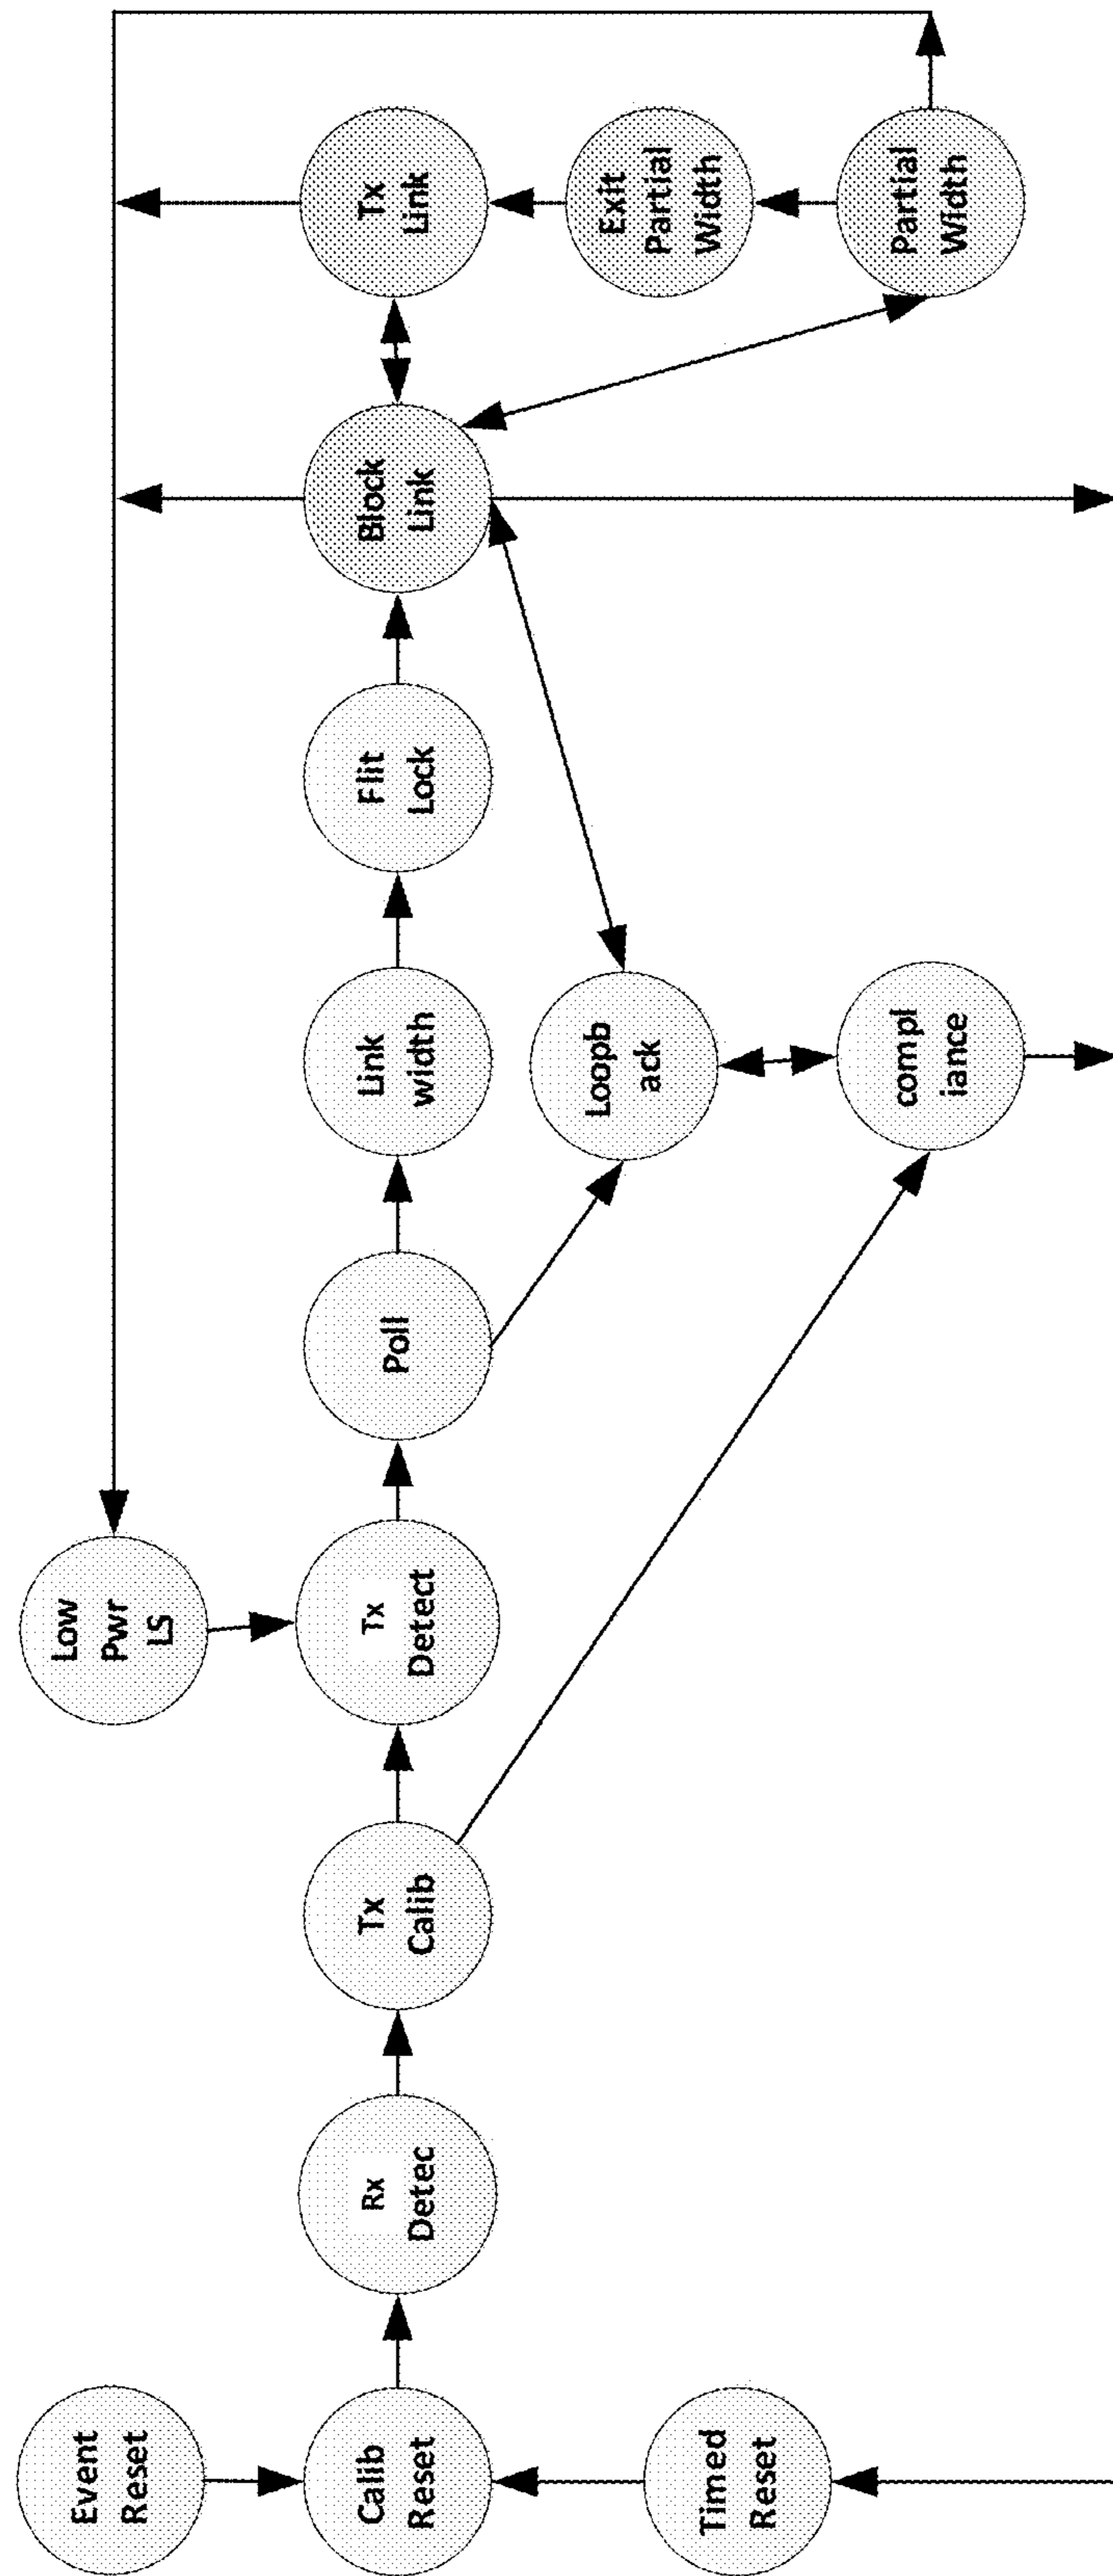 Event
Reset
Low
Pwr
LS
Calib
Reset
Rx
Detec
Tx
Calib
Tx
Detect
Poll
Link
width
Flit
Lock
Block
Link
Tx
Link
Loopb
ack
Exit
Partial
Width
Timed
Reset
compl
iance
Partial
Width